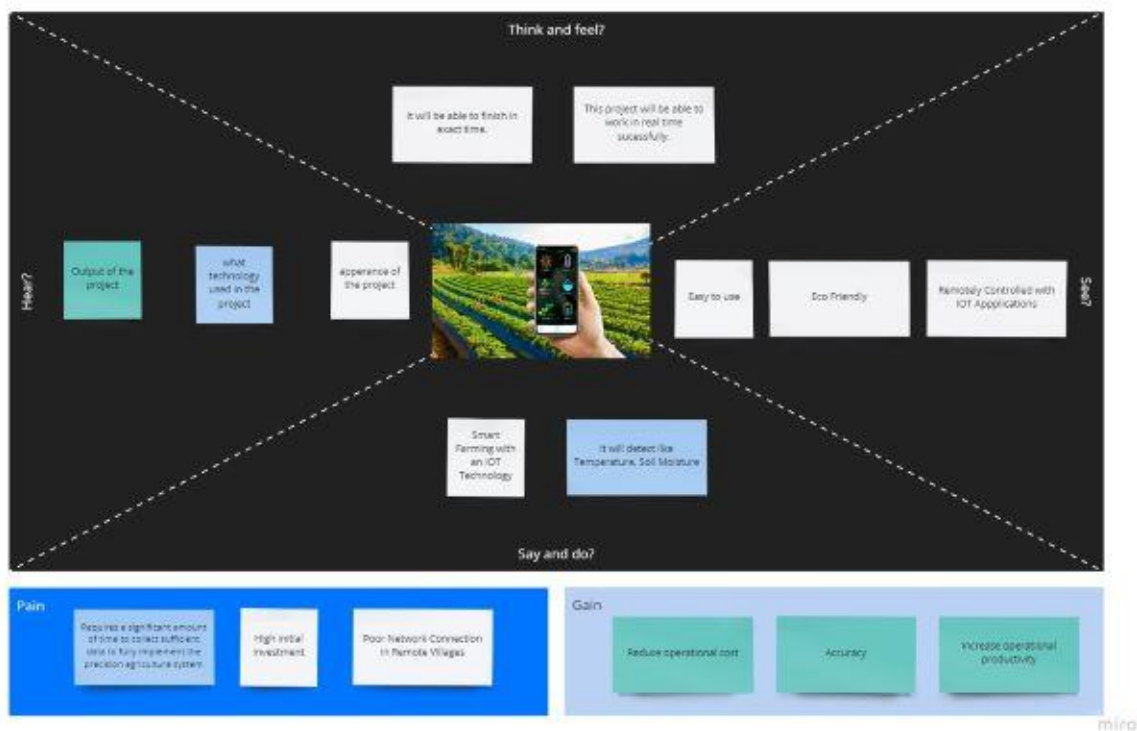 Think and feel?
It will be able to finish in
exact time.
This project will be able to
work in real time
sucessfully.
Hear?
Output of the
project
what
technology
used in the
project
apperance of
the project
Easy to use
Eco Friendly
Remotely Controlled with
IOT Appplications
See?
Smart
Farming with
an IOT
Technology
It will detect like
Temperature, Soil Moisture
Say and do?
Pain
Requires a significant amount
of time to collect sufficient
data to fully implement the
precision agriculture system
High initial
investment
Poor Network Connection
in Remote Villages
Gain
Reduce operational cost
Accuracy
Increase operational
productivity
miro